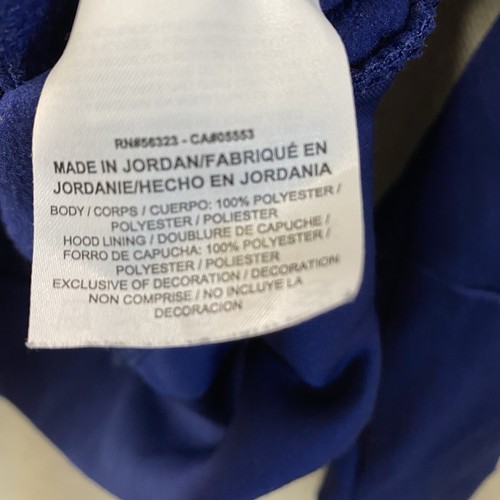 RN#56323 - CA#05553
MADE IN JORDAN/FABRIQUÉ EN
JORDANIE/HECHO EN JORDANIA
BODY / CORPS / CUERPO: 100% POLYESTER /
POLYESTER / POLIESTER
HOOD LINING / DOUBLURE DE CAPUCHE /
FORRO DE CAPUCHA: 100% POLYESTER /
POLYESTER / POLIESTER
EXCLUSIVE OF DECORATION / DECORATION
NON COMPRISE / NO INCLUYE LA
DECORACION